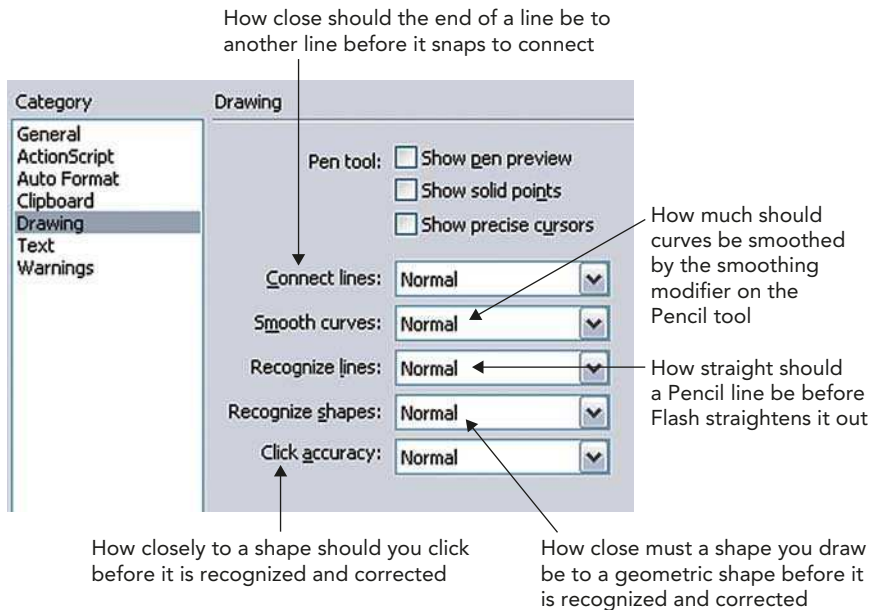 How close should the end of a line be to
another line before it snaps to connect
Category
Drawing
General
ActionScript
Auto Format
Clipboard
Drawing
Text
Warnings
Pen tool:
Show pen preview
Show solid points
Show precise cursors
Connect lines: Normal
Smooth curves: Normal
Recognize lines: Normal
Recognize shapes: Normal
Click accuracy: Normal
How much should
curves be smoothed
by the smoothing
modifier on the
Pencil tool
How straight should
a Pencil line be before
Flash straightens it out
How closely to a shape should you click
before it is recognized and corrected
How close must a shape you draw
be to a geometric shape before it
is recognized and corrected